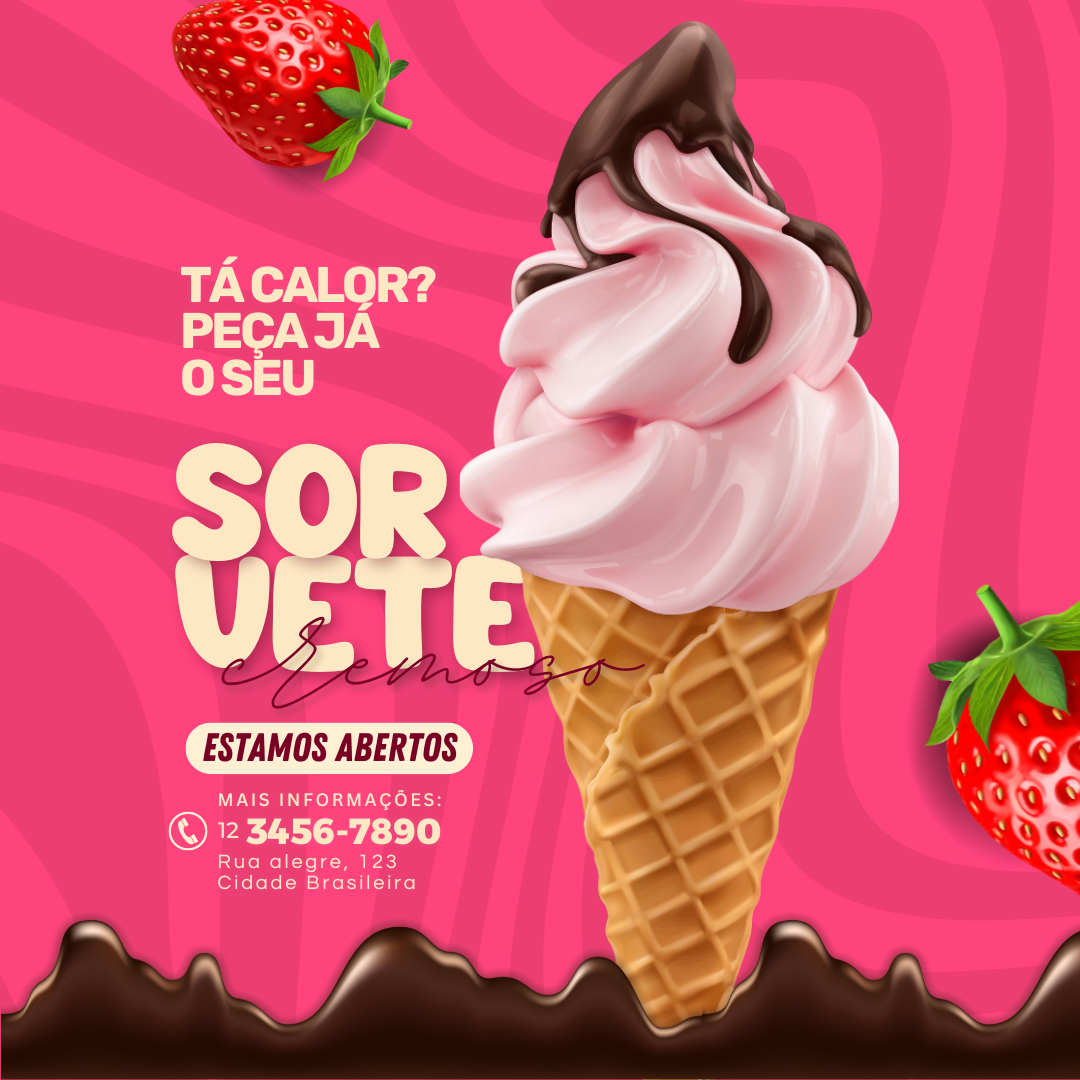 TÁ CALOR?
PEÇA JÁ
O SEU
SOR
VETE
cremoso
ESTAMOS ABERTOS
MAIS INFORMAÇÕES:
12 3456-7890
Rua alegre, 123
Cidade Brasileira